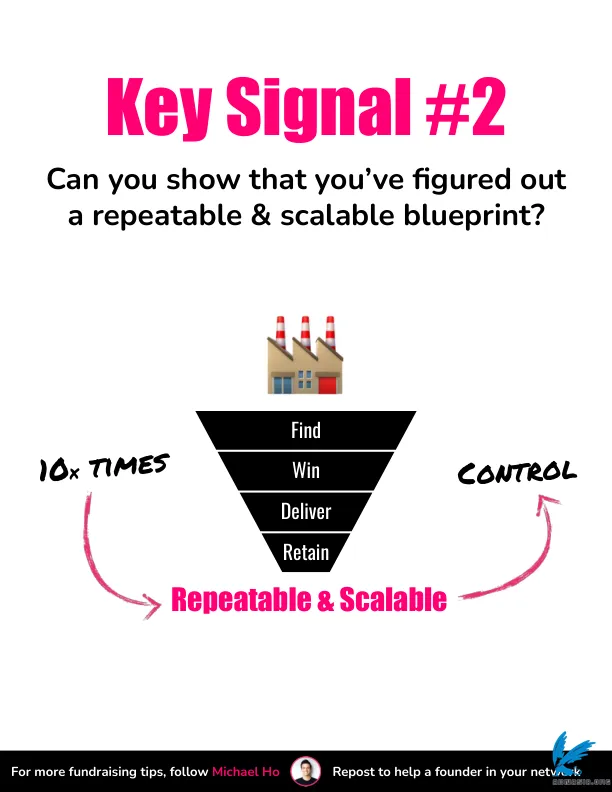 Key Signal #2
Can you show that you’ve figured out
a repeatable & scalable blueprint?
Find
10x TIMES
Win
CONTROL
Deliver
Retain
Repeatable & Scalable
For more fundraising tips, follow Michael Ho
Repost to help a founder in your network